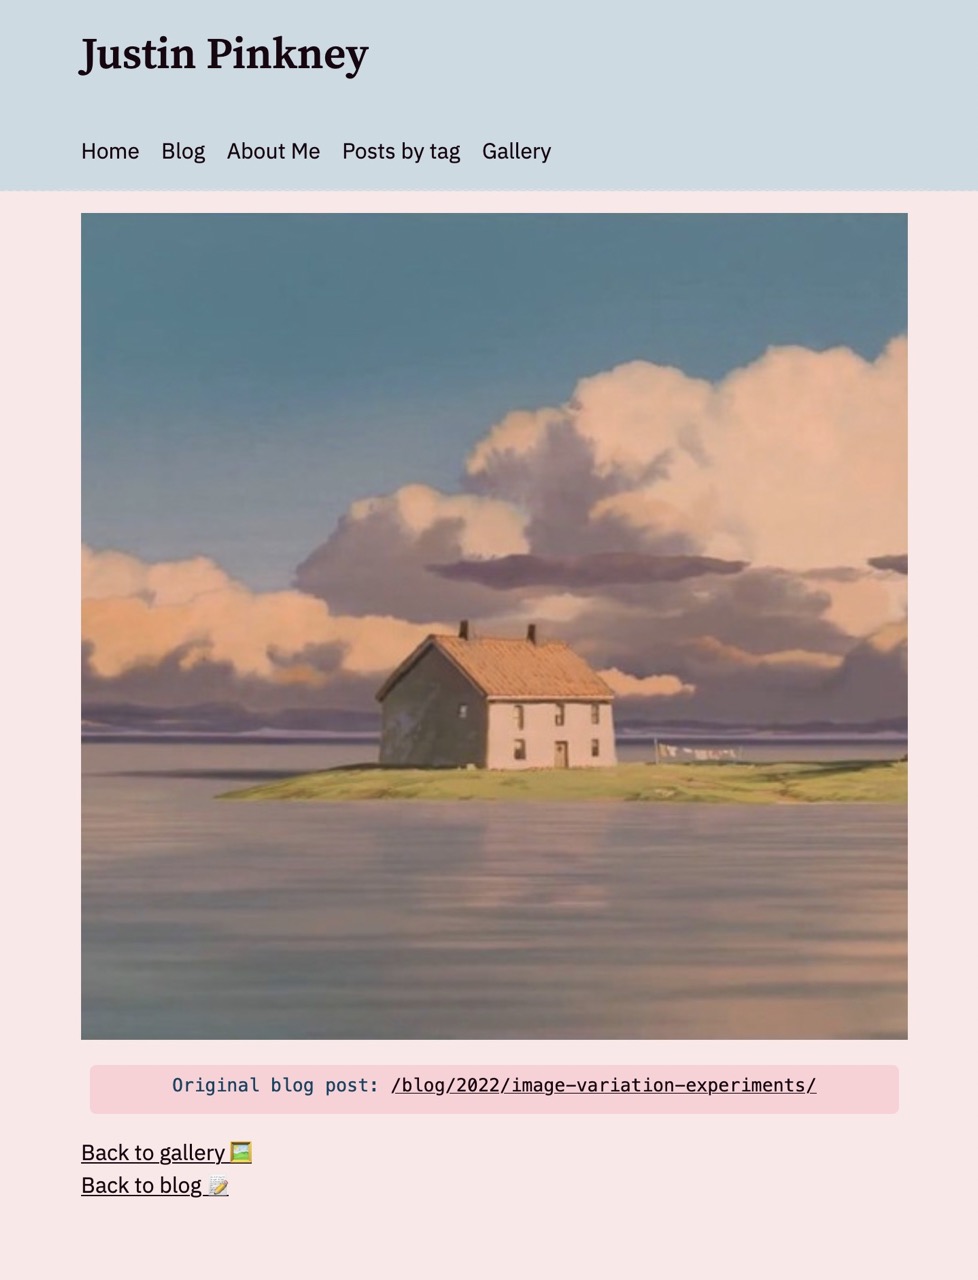 Justin Pinkney
Home Blog About Me Posts by tag Gallery
Original blog post: /blog/2022/image-variation-experiments/
Back to gallery 🖼️
Back to blog 📝